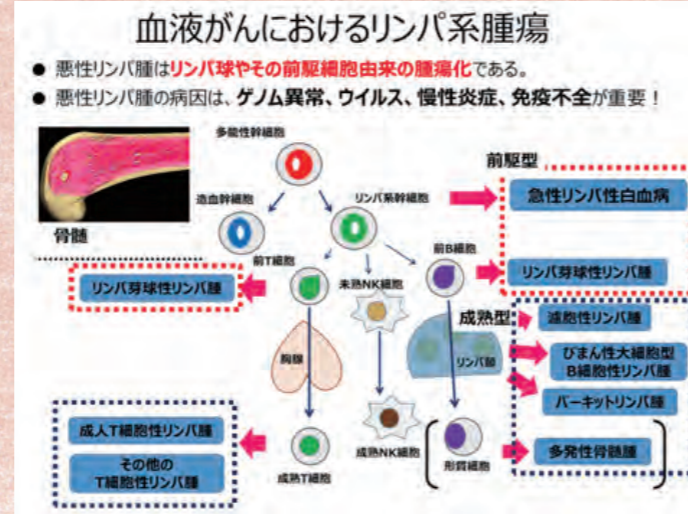 血液がんにおけるリンパ系腫瘍
● 悪性リンパ腫はリンパ球やその前駆細胞由来の腫瘍化である。
● 悪性リンパ腫の病因は、ゲノム異常、ウイルス、慢性炎症、免疫不全が重要！
多能性幹細胞
前駆型
造血幹細胞
リンパ系幹細胞
急性リンパ性白血病
骨髄
前T細胞
前B細胞
リンパ芽球性リンパ腫
未熟NK細胞
リンパ芽球性リンパ腫
成熟型
濾胞性リンパ腫
胸腺
リンパ節
びまん性大細胞型
B細胞性リンパ腫
バーキットリンパ腫
成人T細胞性リンパ腫
その他の
T細胞性リンパ腫
成熟T細胞
成熟NK細胞
形質細胞
多発性骨髄腫